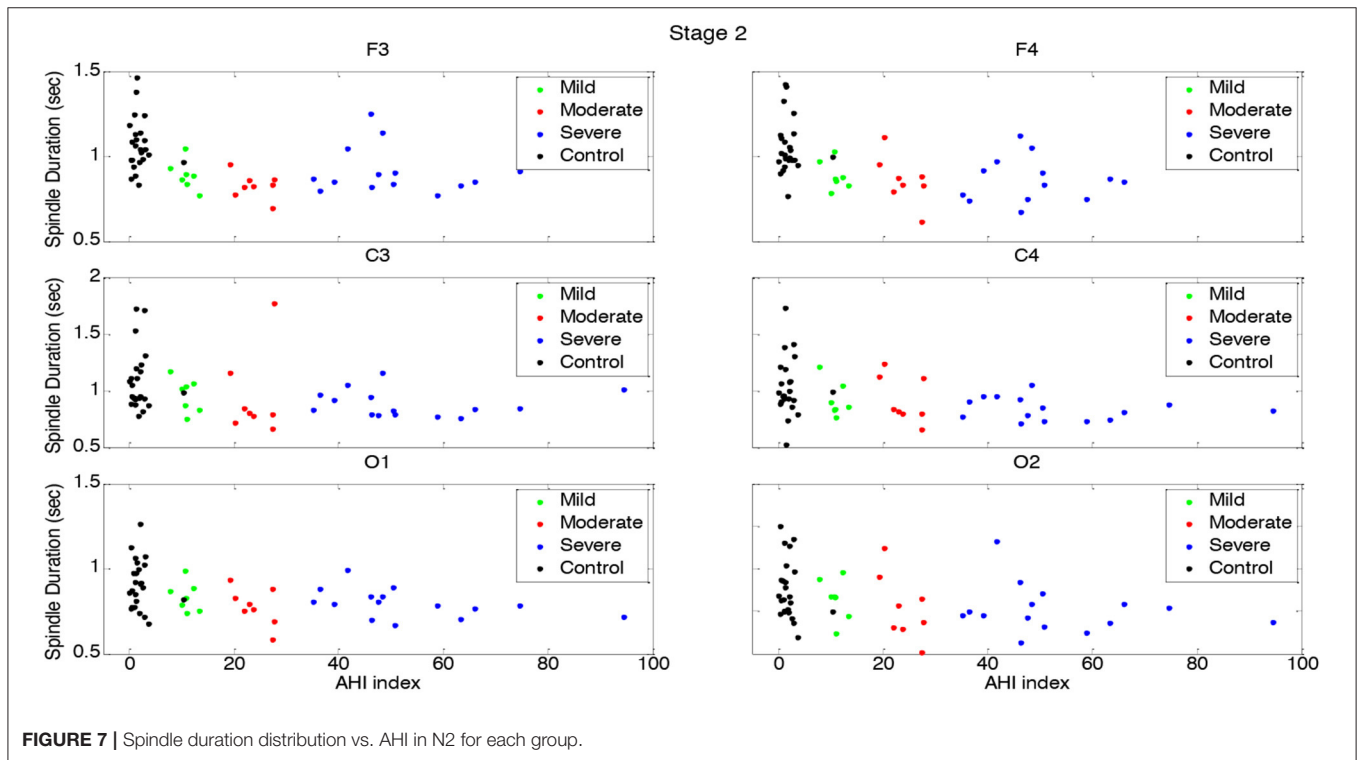 Stage 2
F3
F4
Spindle Duration (sec)
1.5
1
0.5
Mild
Moderate
Severe
Control
Mild
Moderate
Severe
Control
C3
C4
Spindle Duration (sec)
2
1.5
1
0.5
Mild
Moderate
Severe
Control
Mild
Moderate
Severe
Control
O1
O2
Spindle Duration (sec)
1.5
1
0.5
Mild
Moderate
Severe
Control
Mild
Moderate
Severe
Control
0 20 40 60 80 100
0 20 40 60 80 100
AHI index
AHI index
FIGURE 7 | Spindle duration distribution vs. AHI in N2 for each group.